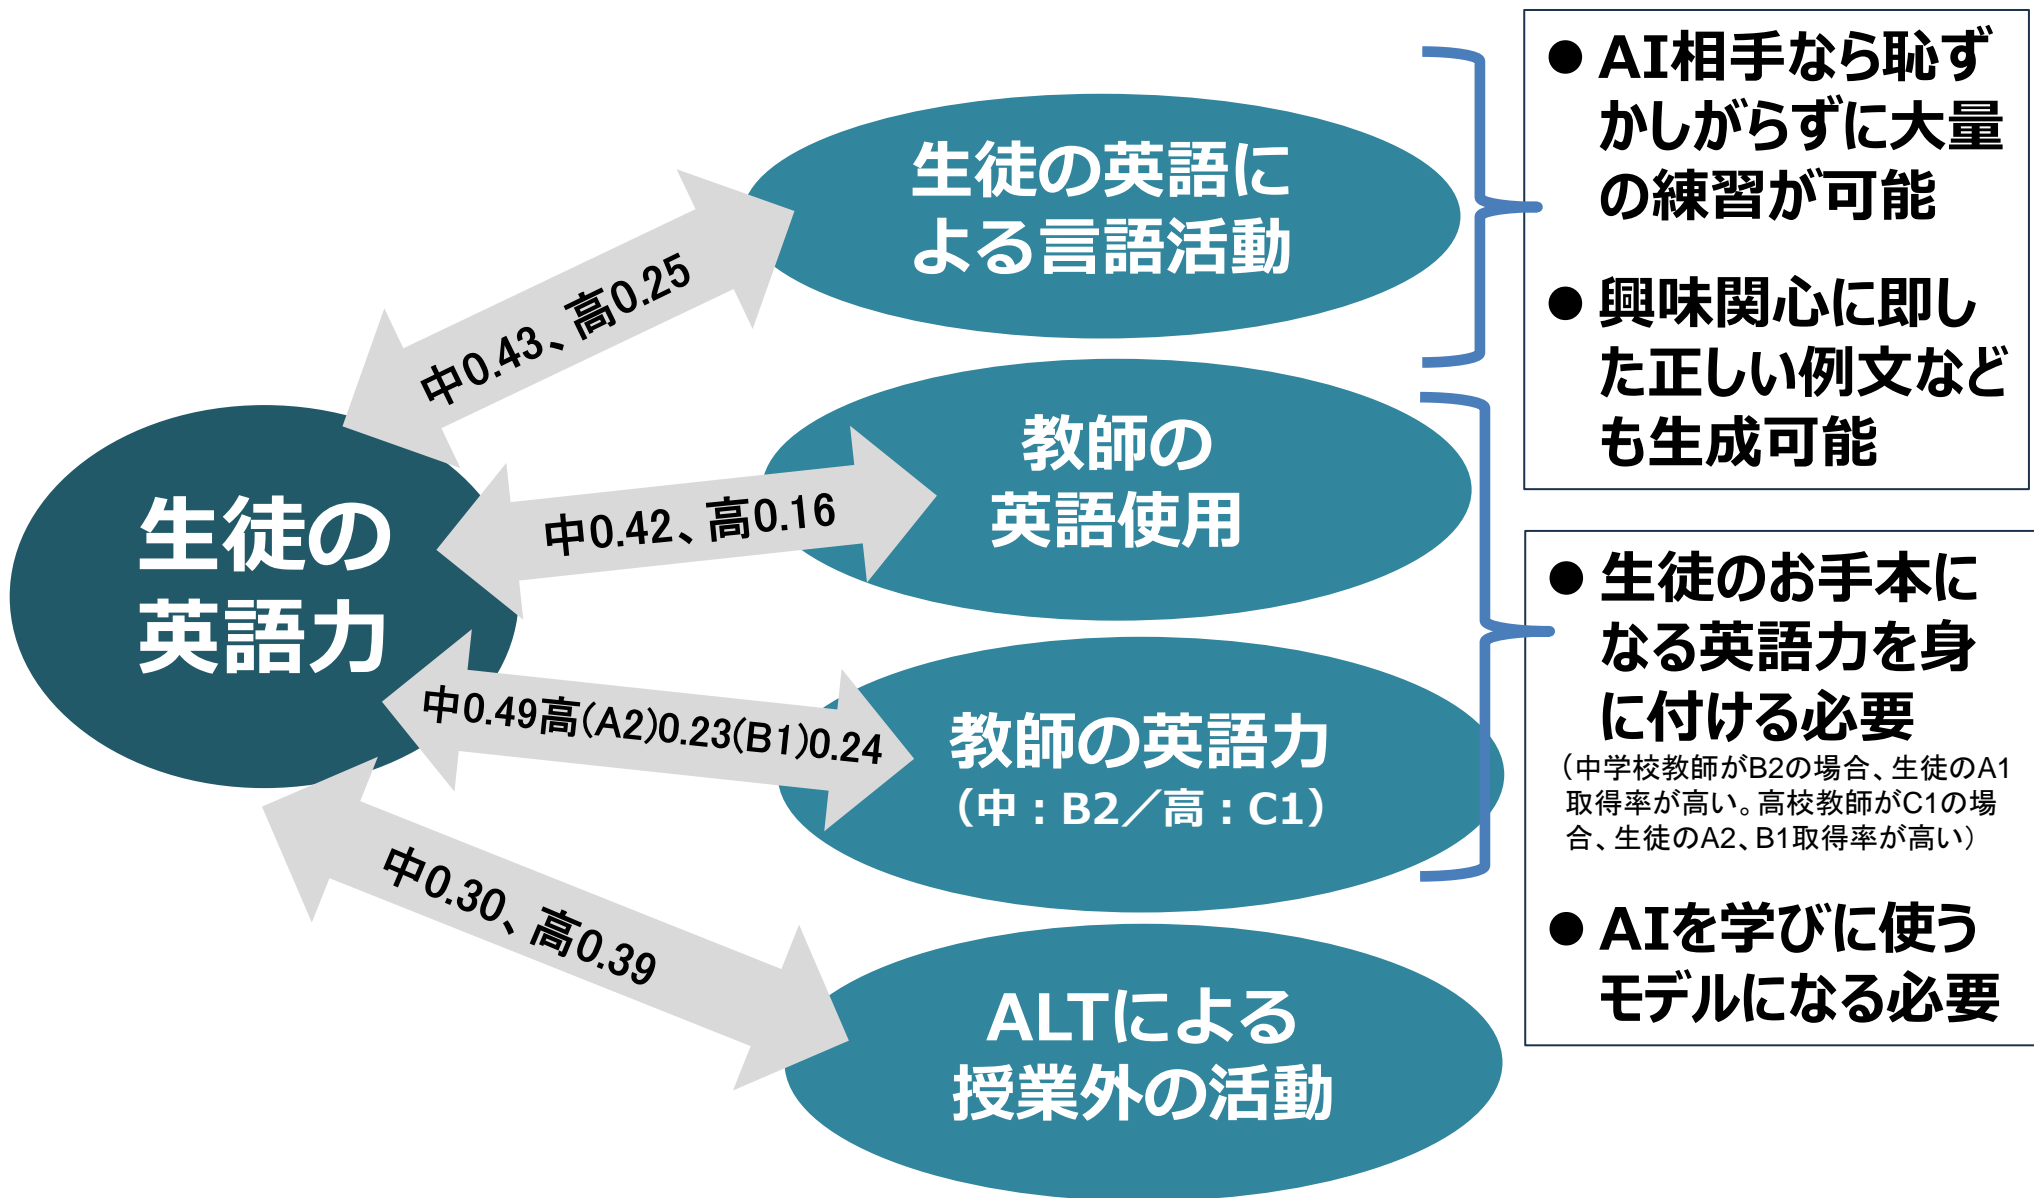 生徒の
英語力
中0.43、高0.25
中0.42、高0.16
中0.49高(A2)0.23(B1)0.24
中0.30、高0.39
生徒の英語に
よる言語活動
教師の
英語使用
教師の英語力
（中：B2／高：C1）
ALTによる
授業外の活動
● AI相手なら恥ず
かしがらずに大量
の練習が可能
● 興味関心に即し
た正しい例文など
も生成可能
● 生徒のお手本に
なる英語力を身
に付ける必要
（中学校教師がB2の場合、生徒のA1
取得率が高い。高校教師がC1の場
合、生徒のA2、B1取得率が高い）
● AIを学びに使う
モデルになる必要